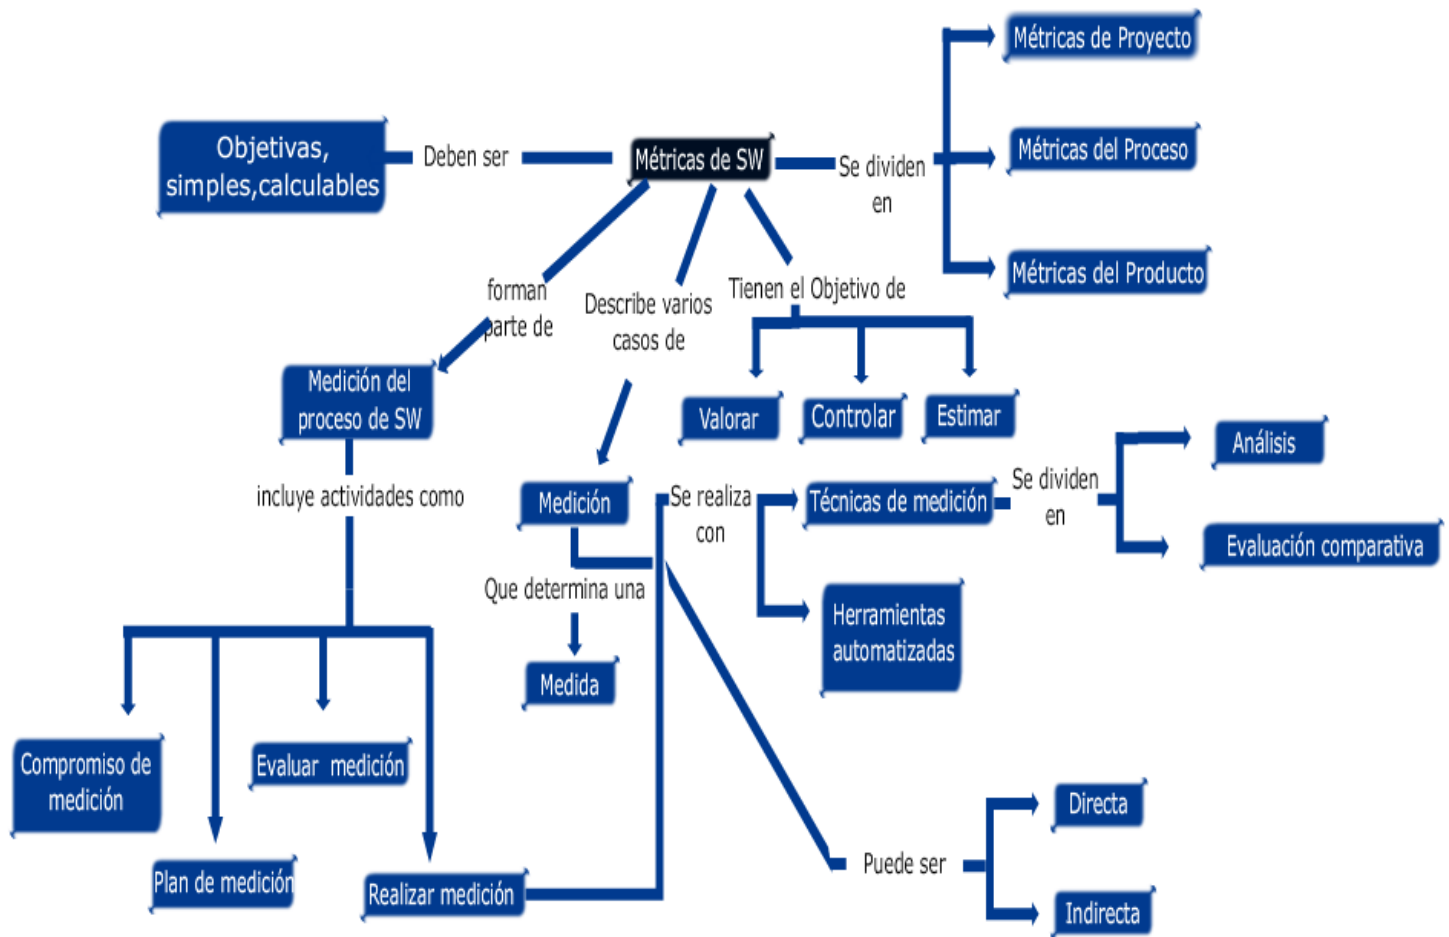 Métricas de Proyecto
Objetivas,
simples,calculables
Deben ser
Métricas de SW
Se dividen
en
Métricas del Proceso
Métricas del Producto
forman
parte de
Describe varios
casos de
Tienen el Objetivo de
Medición del
proceso de SW
Valorar
Controlar
Estimar
Análisis
incluye actividades como
Medición
Se realiza
con
Técnicas de medición
Se dividen
en
Evaluación comparativa
Que determina una
Herramientas
automatizadas
Medida
Compromiso de
medición
Evaluar medición
Plan de medición
Realizar medición
Puede ser
Directa
Indirecta